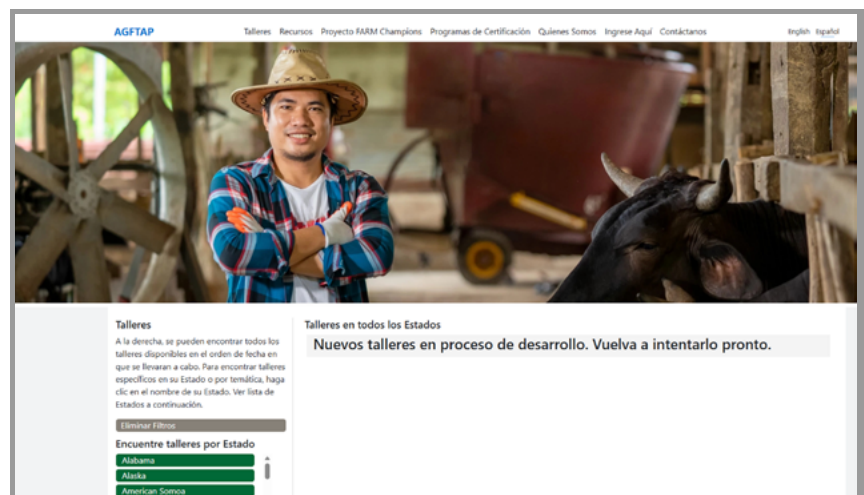 AGFTAP
Talleres Recursos Proyecto FARM Champions Programas de Certificación Quienes Somos Ingrese Aquí Contáctanos
English Español
Talleres
A la derecha, se pueden encontrar todos los
talleres disponibles en el orden de fecha en
que se llevaran a cabo. Para encontrar talleres
específicos en su Estado o por temática, haga
clic en el nombre de su Estado. Ver lista de
Estados a continuación.
Eliminar Filtros
Encuentre talleres por Estado
Alabama
Alaska
American Somoa
Talleres en todos los Estados
Nuevos talleres en proceso de desarrollo. Vuelva a intentarlo pronto.